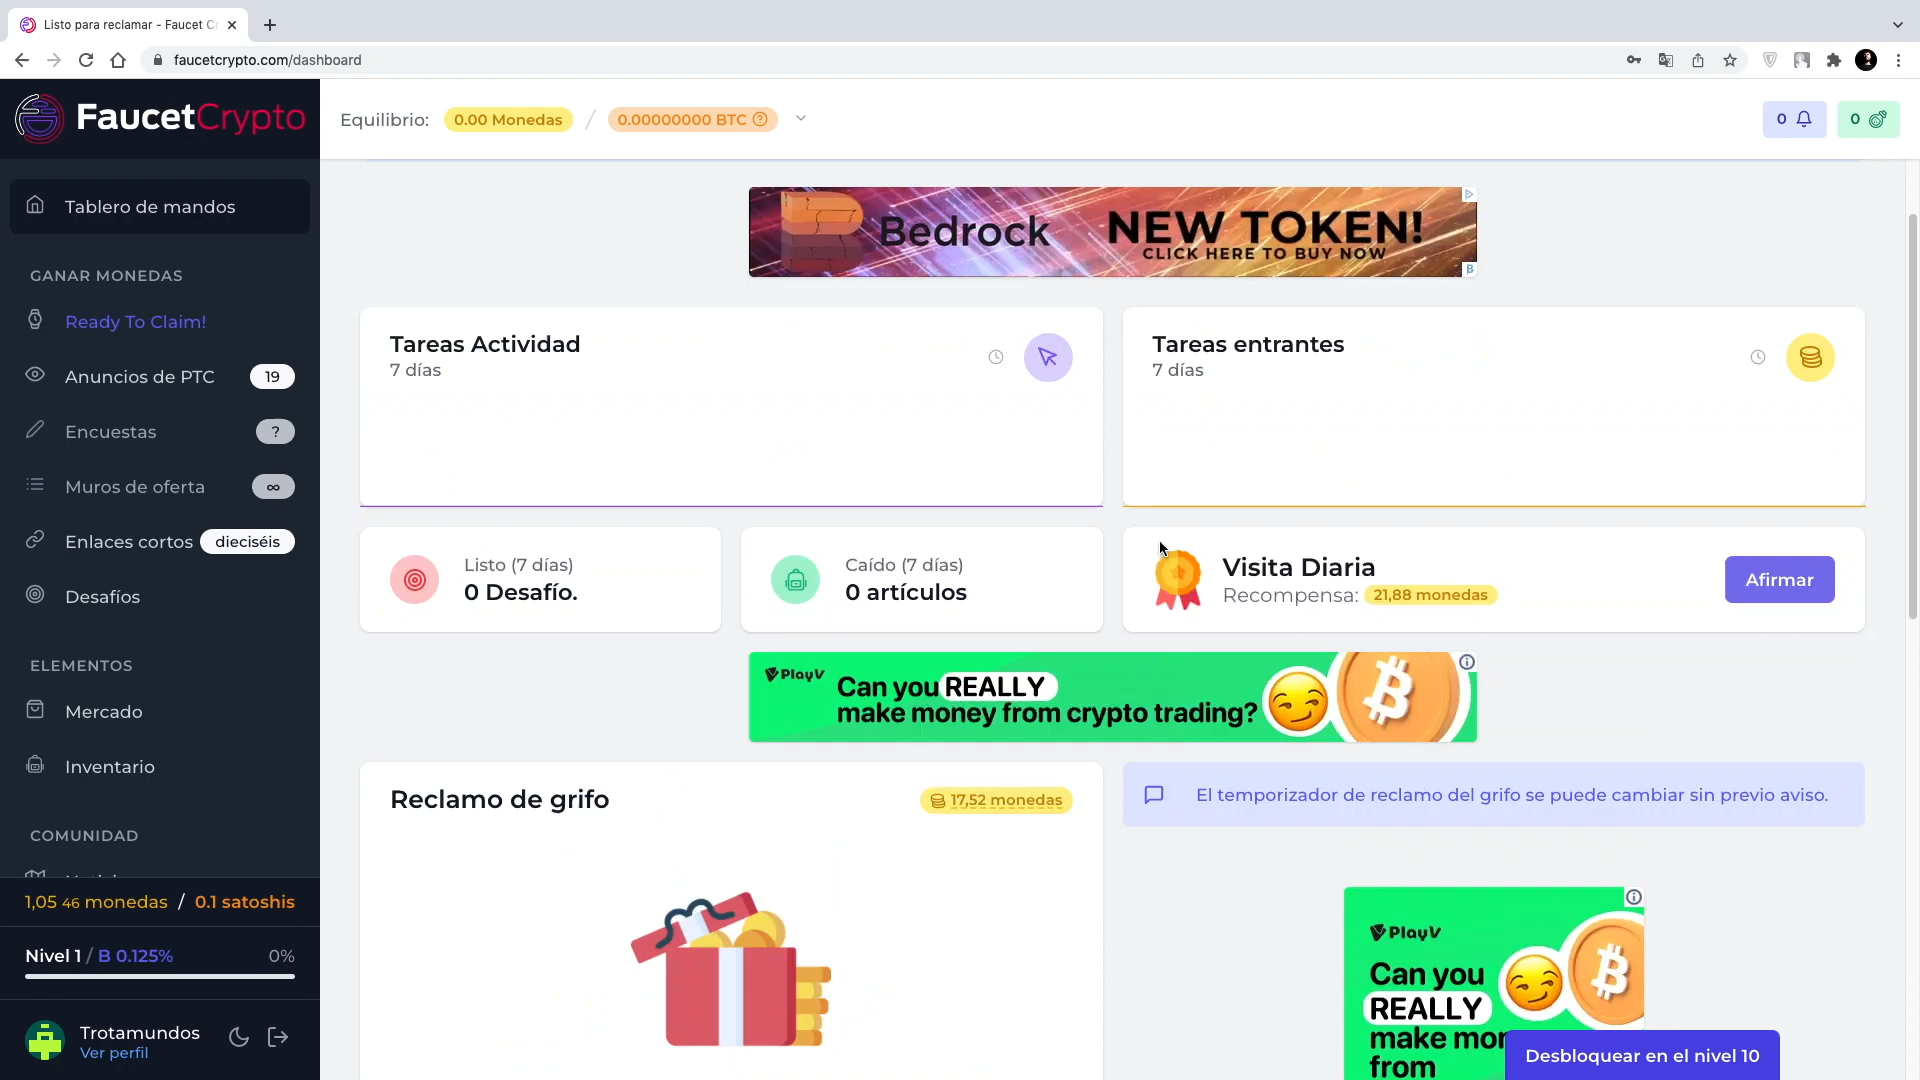 Listo para reclamar - Faucet C
faucetcrypto.com/dashboard
FaucetCrypto
Equilibrio: 0.00 Monedas / 0.00000000 BTC ?
0
0
Tablero de mandos
GANAR MONEDAS
Ready To Claim!
Anuncios de PTC 19
Encuestas ?
Muros de oferta ∞
Enlaces cortos dieciséis
Desafíos
ELEMENTOS
Mercado
Inventario
COMUNIDAD
1,05 46 monedas / 0.1 satoshis
Nivel 1 / B 0.125% 0%
Trotamundos
Ver perfil
Bedrock
NEW TOKEN!
CLICK HERE TO BUY NOW
Tareas Actividad
7 días
Tareas entrantes
7 días
Listo (7 días)
0 Desafío.
Caído (7 días)
0 artículos
Visita Diaria
Recompensa: 21,88 monedas
Afirmar
PlayV
Can you REALLY
make money from crypto trading?
Reclamo de grifo
17,52 monedas
El temporizador de reclamo del grifo se puede cambiar sin previo aviso.
PlayV
Can you
REALLY
make mon
from
Desbloquear en el nivel 10